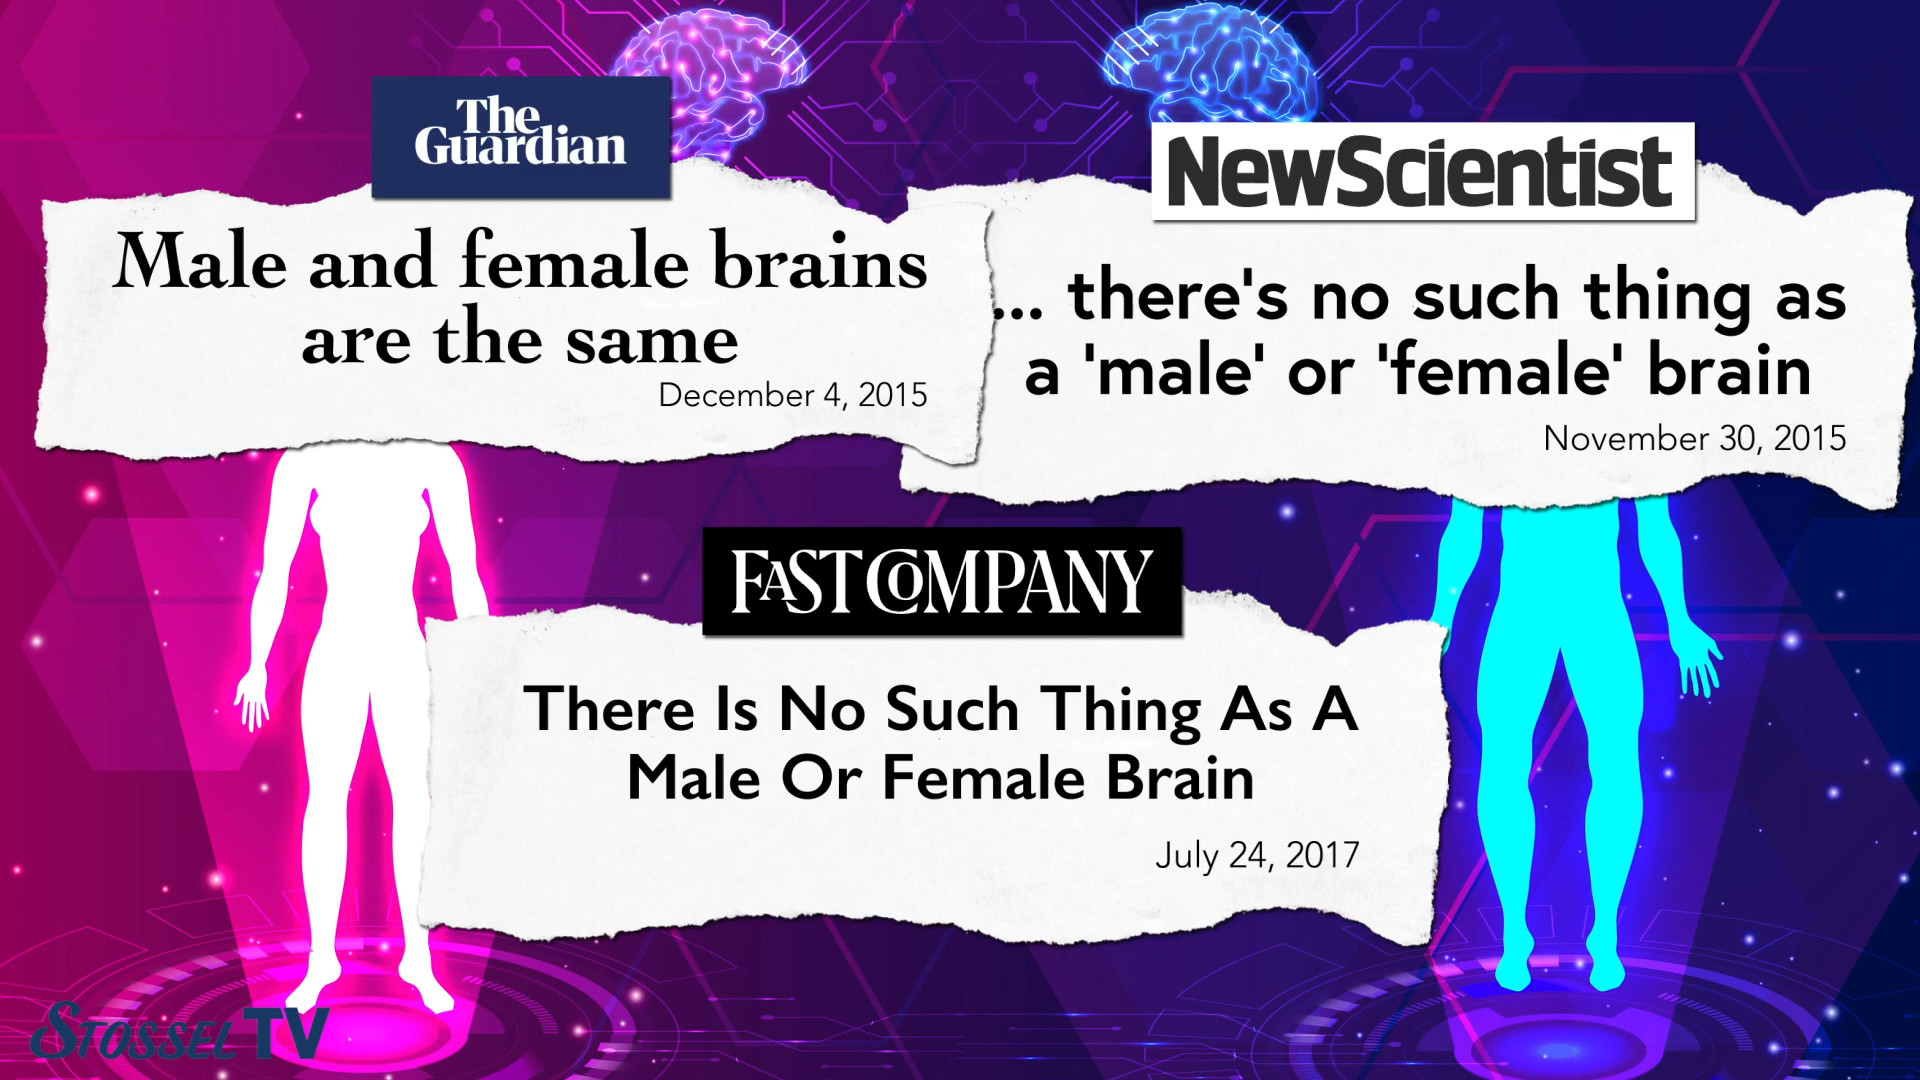 The
Guardian
Male and female brains
are the same
December 4, 2015
NewScientist
... there's no such thing as
a 'male' or 'female' brain
November 30, 2015
FAST COMPANY
There Is No Such Thing As A
Male Or Female Brain
July 24, 2017
STOSSEL TV